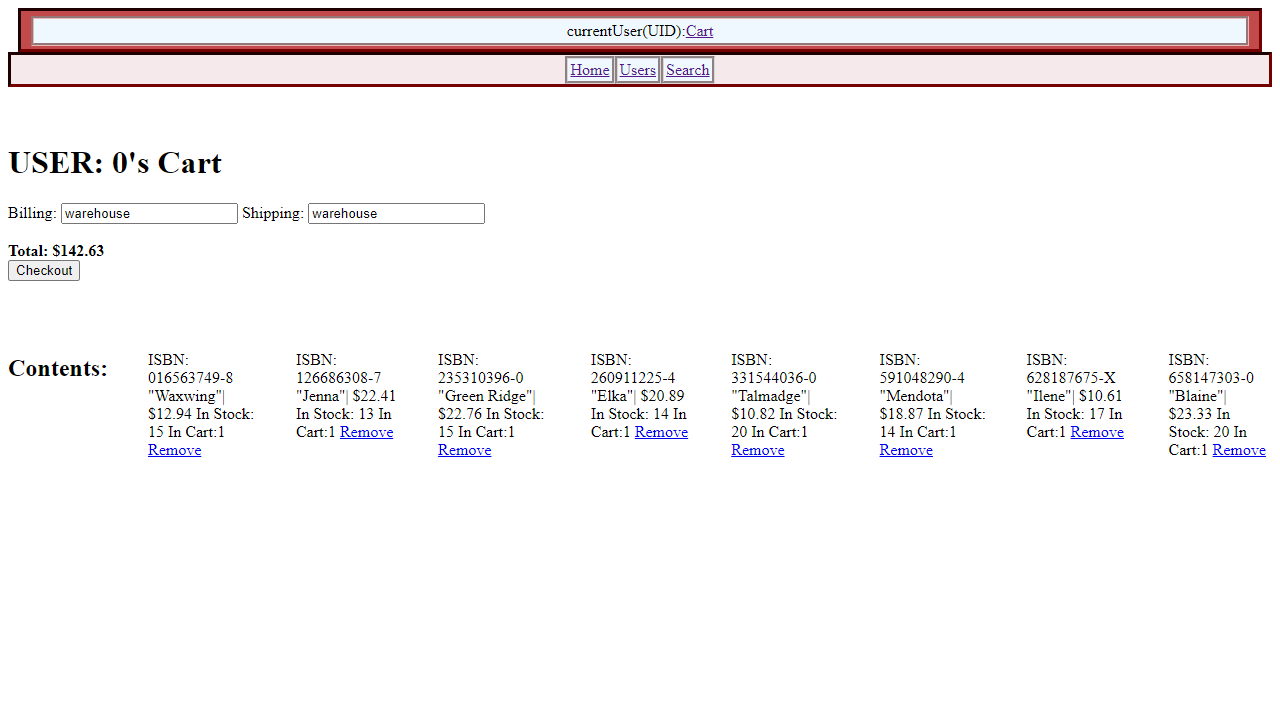 currentUser(UID):Cart
Home Users Search
USER: 0's Cart
Billing: warehouse Shipping: warehouse
Total: $142.63
Checkout
Contents:
ISBN:
016563749-8
"Waxwing"|
$12.94 In Stock:
15 In Cart:1
Remove
ISBN:
126686308-7
"Jenna"| $22.41
In Stock: 13 In
Cart:1 Remove
ISBN:
235310396-0
"Green Ridge"|
$22.76 In Stock:
15 In Cart:1
Remove
ISBN:
260911225-4
"Elka"| $20.89
In Stock: 14 In
Cart:1 Remove
ISBN:
331544036-0
"Talmadge"|
$10.82 In Stock:
20 In Cart:1
Remove
ISBN:
591048290-4
"Mendota"|
$18.87 In Stock:
14 In Cart:1
Remove
ISBN:
628187675-X
"Ilene"| $10.61
In Stock: 17 In
Cart:1 Remove
ISBN:
658147303-0
"Blaine"|
$23.33 In
Stock: 20 In
Cart:1 Remove